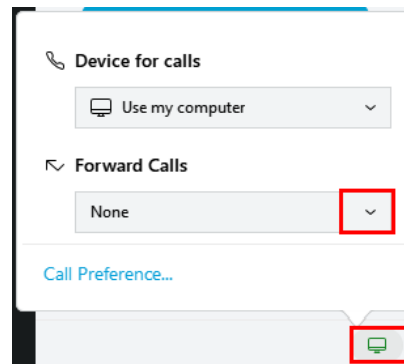 Device for calls
Use my computer
Forward Calls
None
Call Preference...